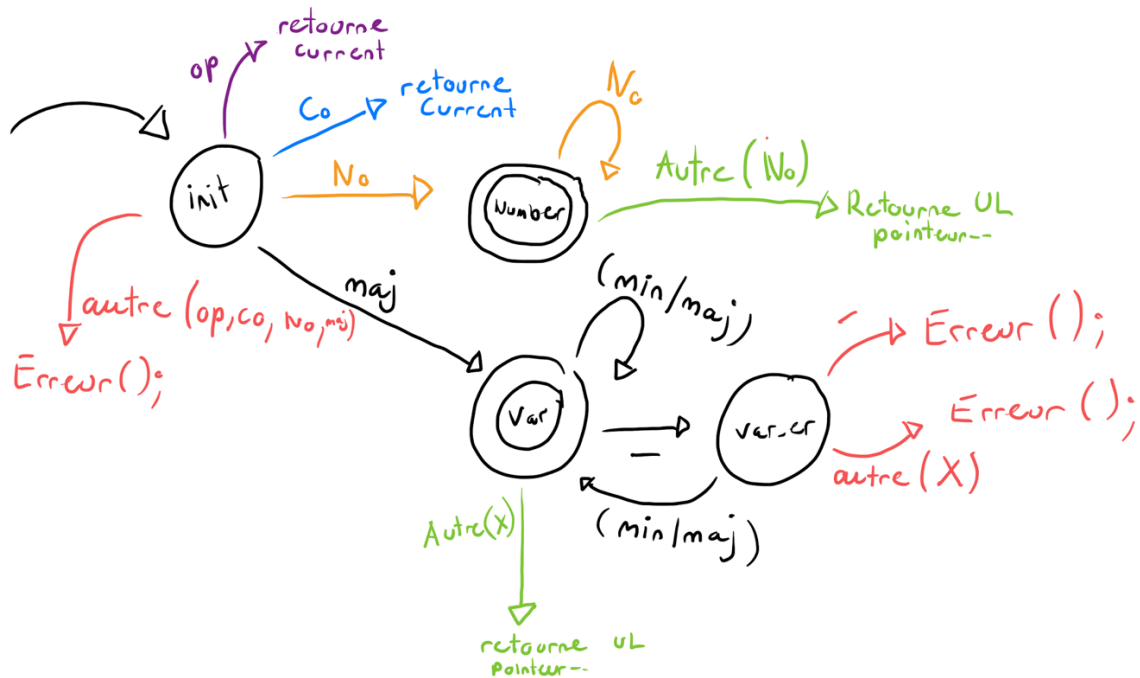 retourne
current
op
retourne
Current
Co
No
init
No
Number
Autre (No)
Retourne UL
pointeur--
maj
(min/maj)
autre (op, co, No, maj)
Erreur();
Erreur();
Var
_
var_er
-
Erreur();
autre (X)
(min/maj)
Autre(X)
retourne UL
pointeur--